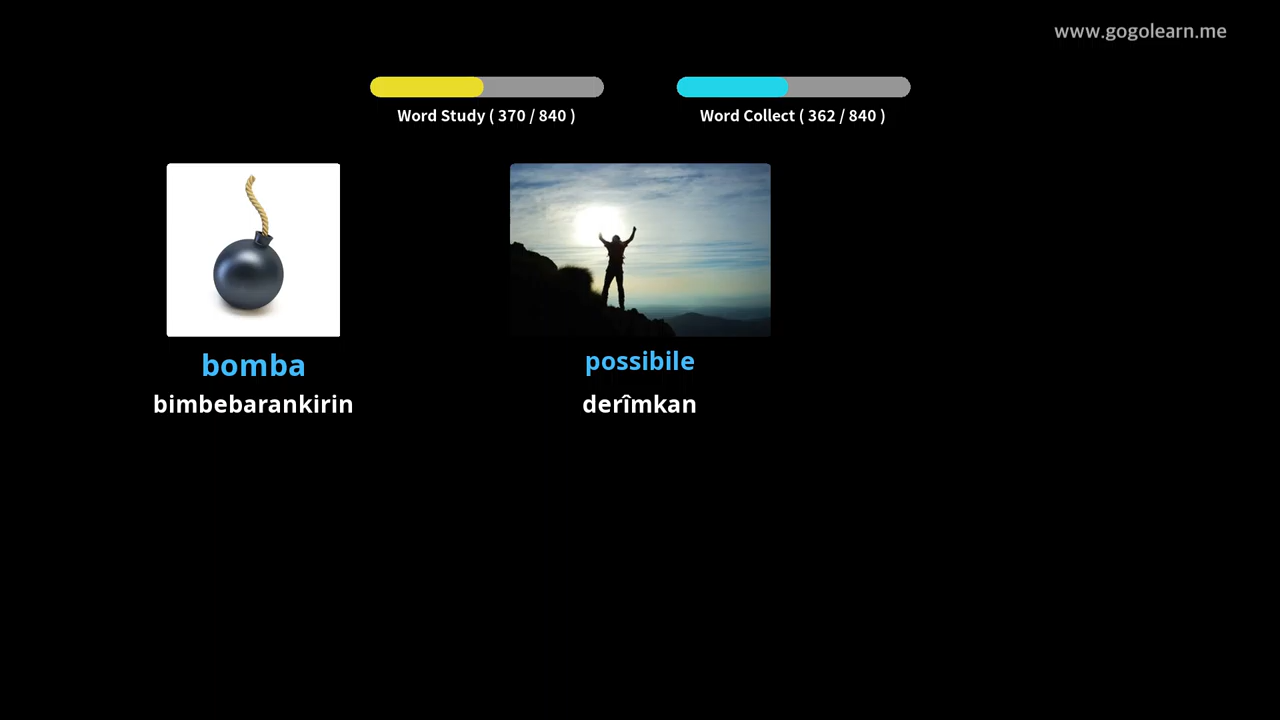 www.gogolearn.me
Word Study ( 370 / 840 )
Word Collect ( 362 / 840 )
bomba
bimbebarankirin
possibile
derîmkan